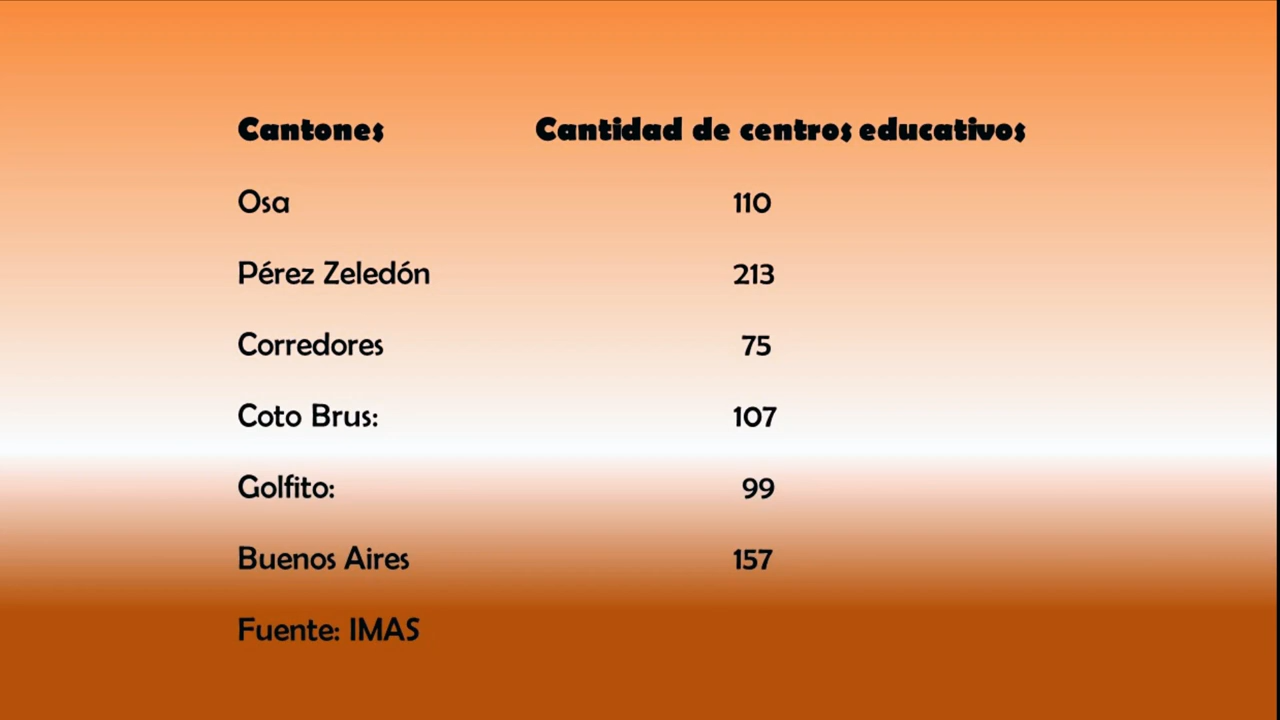 Cantones Cantidad de centros educativos
Osa 110
Pérez Zeledón 213
Corredores 75
Coto Brus: 107
Golfito: 99
Buenos Aires 157
Fuente: IMAS